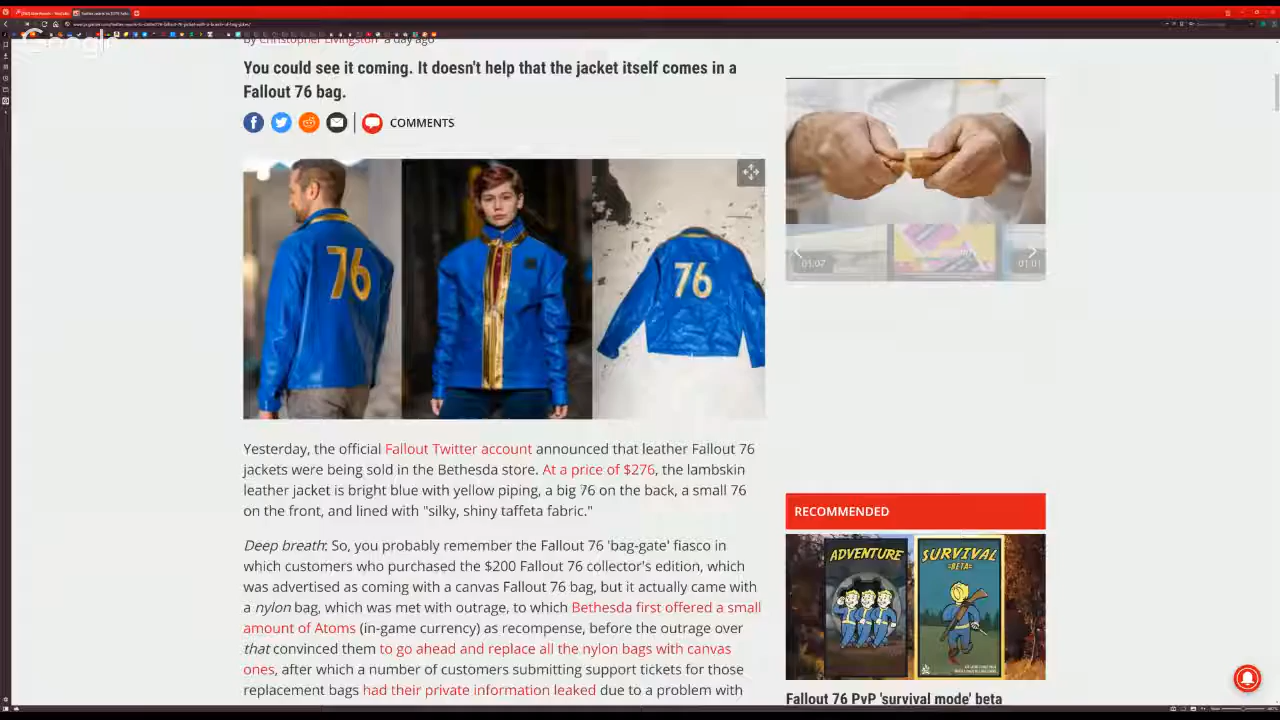 by Christopher Livingston a day ago
You could see it coming. It doesn't help that the jacket itself comes in a
Fallout 76 bag.
COMMENTS
76
76
01:07
01:01
Yesterday, the official Fallout Twitter account announced that leather Fallout 76
jackets were being sold in the Bethesda store. At a price of $276, the lambskin
leather jacket is bright blue with yellow piping, a big 76 on the back, a small 76
on the front, and lined with "silky, shiny taffeta fabric."
Deep breath: So, you probably remember the Fallout 76 'bag-gate' fiasco in
which customers who purchased the $200 Fallout 76 collector's edition, which
was advertised as coming with a canvas Fallout 76 bag, but it actually came with
a nylon bag, which was met with outrage, to which Bethesda first offered a small
amount of Atoms (in-game currency) as recompense, before the outrage over
that convinced them to go ahead and replace all the nylon bags with canvas
ones, after which a number of customers submitting support tickets for those
replacement bags had their private information leaked due to a problem with
RECOMMENDED
ADVENTURE
SURVIVAL
=BETA=
Fallout 76 PvP 'survival mode' beta